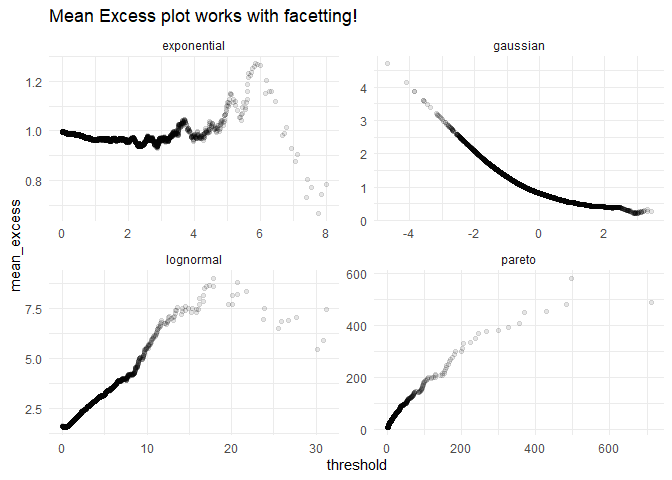 Mean Excess plot works with facetting!
exponential
gaussian
1.2
1.0
0.8
0 2 4 6 8
4
3
2
1
0
-4 -2 0 2
mean_excess
lognormal
pareto
7.5
5.0
2.5
0 10 20 30
600
400
200
0
0 200 400 600
threshold